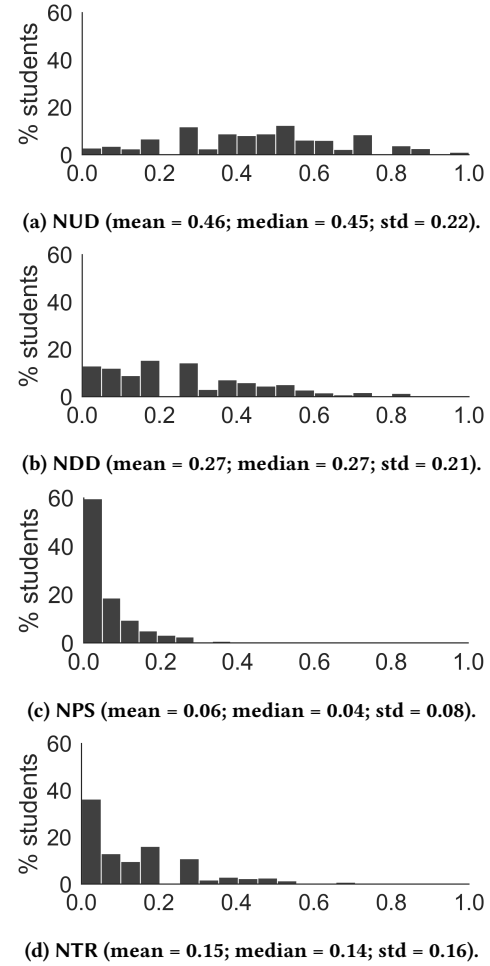 60
40
20
0
% students
0.0 0.2 0.4 0.6 0.8 1.0
(a) NUD (mean = 0.46; median = 0.45; std = 0.22).
60
40
20
0
% students
0.0 0.2 0.4 0.6 0.8 1.0
(b) NDD (mean = 0.27; median = 0.27; std = 0.21).
60
40
20
0
% students
0.0 0.2 0.4 0.6 0.8 1.0
(c) NPS (mean = 0.06; median = 0.04; std = 0.08).
60
40
20
0
% students
0.0 0.2 0.4 0.6 0.8 1.0
(d) NTR (mean = 0.15; median = 0.14; std = 0.16).